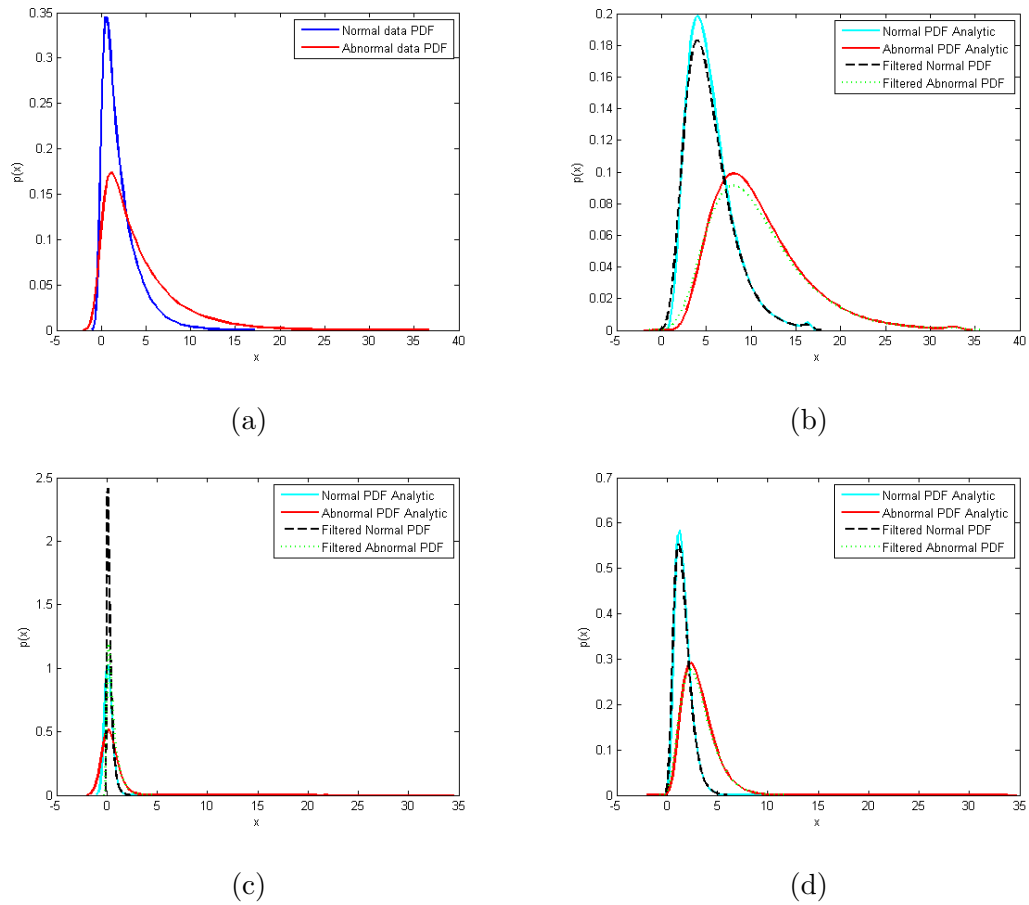 0.35
0.3
0.25
0.2
0.15
0.1
0.05
0
p(x)
-5 0 5 10 15 20 25 30 35 40
x
Normal data PDF
Abnormal data PDF
(a)
0.2
0.18
0.16
0.14
0.12
0.1
0.08
0.06
0.04
0.02
0
p(x)
-5 0 5 10 15 20 25 30 35 40
x
Normal PDF Analytic
Abnormal PDF Analytic
Filtered Normal PDF
Filtered Abnormal PDF
(b)
2.5
2
1.5
1
0.5
0
p(x)
-5 0 5 10 15 20 25 30 35
x
Normal PDF Analytic
Abnormal PDF Analytic
Filtered Normal PDF
Filtered Abnormal PDF
(c)
0.7
0.6
0.5
0.4
0.3
0.2
0.1
0
p(x)
-5 0 5 10 15 20 25 30 35
x
Normal PDF Analytic
Abnormal PDF Analytic
Filtered Normal PDF
Filtered Abnormal PDF
(d)